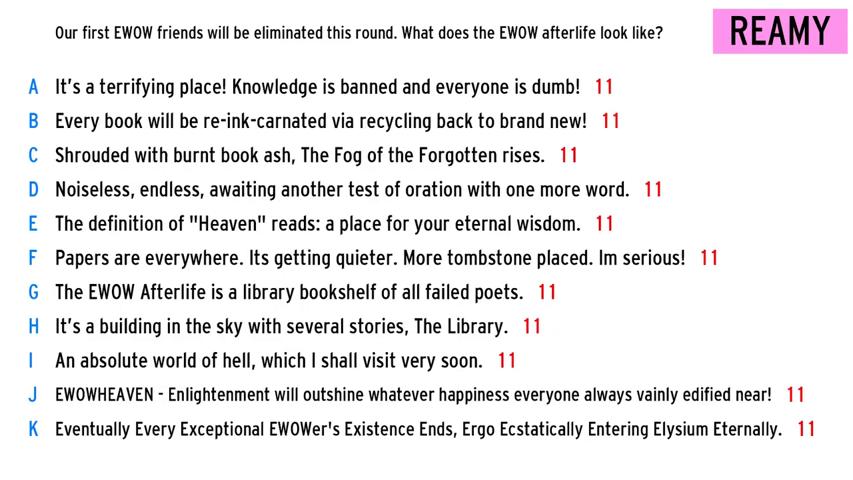 Our first EWOW friends will be eliminated this round. What does the EWOW afterlife look like?
REAMY
A It's a terrifying place! Knowledge is banned and everyone is dumb! 11
B Every book will be re-ink-carnated via recycling back to brand new! 11
C Shrouded with burnt book ash, The Fog of the Forgotten rises. 11
D Noiseless, endless, awaiting another test of oration with one more word. 11
E The definition of "Heaven" reads: a place for your eternal wisdom. 11
F Papers are everywhere. Its getting quieter. More tombstone placed. Im serious! 11
G The EWOW Afterlife is a library bookshelf of all failed poets. 11
H It's a building in the sky with several stories, The Library. 11
I An absolute world of hell, which I shall visit very soon. 11
J EWOWHEAVEN - Enlightenment will outshine whatever happiness everyone always vainly edified near! 11
K Eventually Every Exceptional EWOWer's Existence Ends, Ergo Ecstatically Entering Elysium Eternally. 11